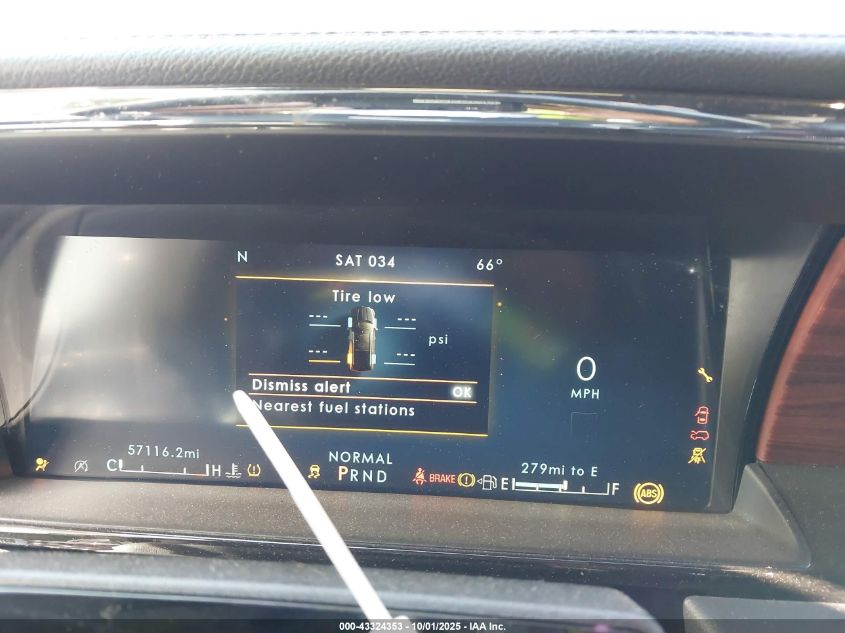 N SAT 034 66°
Tire low
--- ---
psi
--- ---
Dismiss alert OK
Nearest fuel stations
0
MPH
57116.2mi
NORMAL
279mi to E
C H PRND BRAKE E F ABS
000-43324353 - 10/01/2025 - IAA Inc.